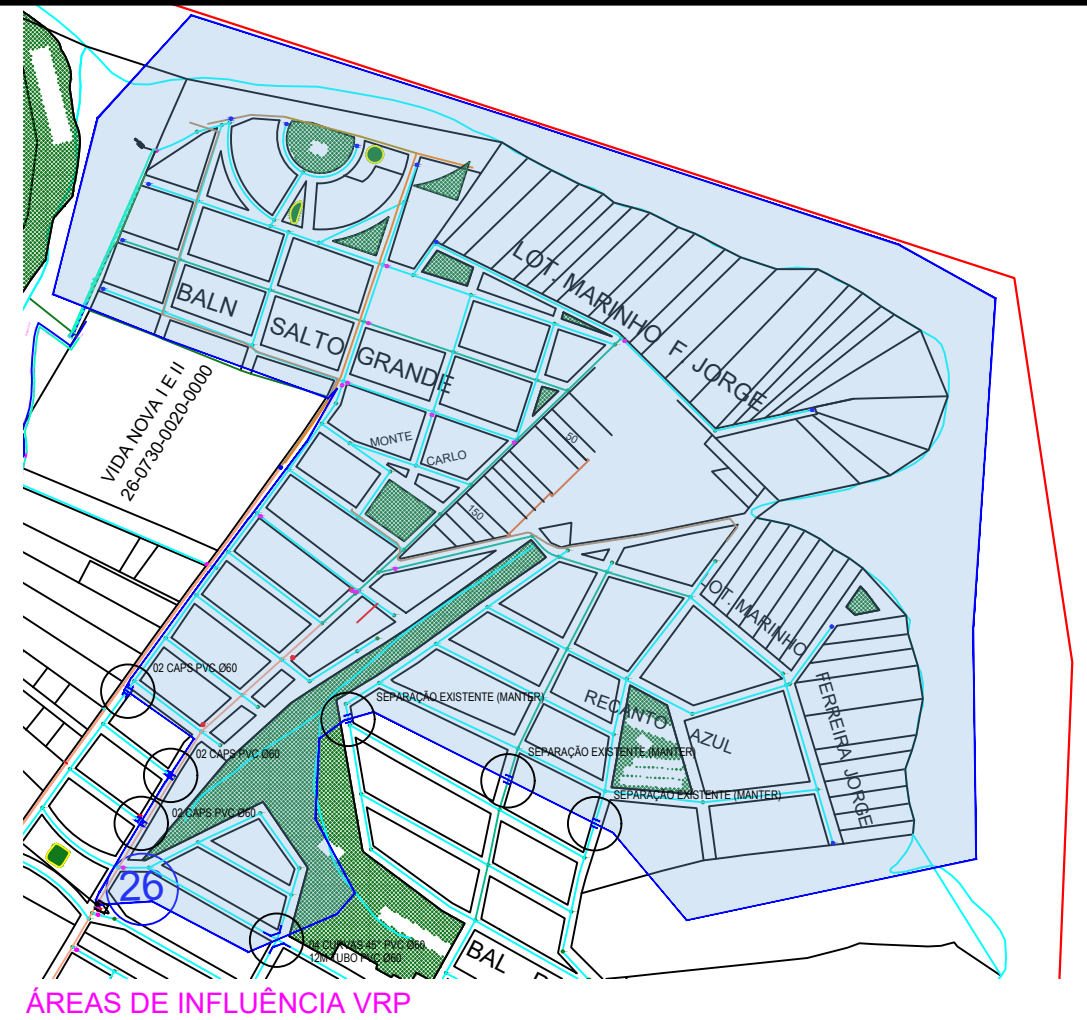 LOT. MARINHO F. JORGE
BALN
SALTO GRANDE
VIDA NOVA I E II
26-0730-0020-0000
MONTE
CARLO
50
150
LOT. MARINHO
FERREIRA JORGE
RECANTO
AZUL
02 CAPS PVC Ø60
SEPARAÇÃO EXISTENTE (MANTER)
02 CAPS PVC Ø60
SEPARAÇÃO EXISTENTE (MANTER)
SEPARAÇÃO EXISTENTE (MANTER)
02 CAPS PVC Ø60
26
04 CURVAS 45° PVC Ø60
12M TUBO PVC Ø60
BAL
ÁREAS DE INFLUÊNCIA VRP